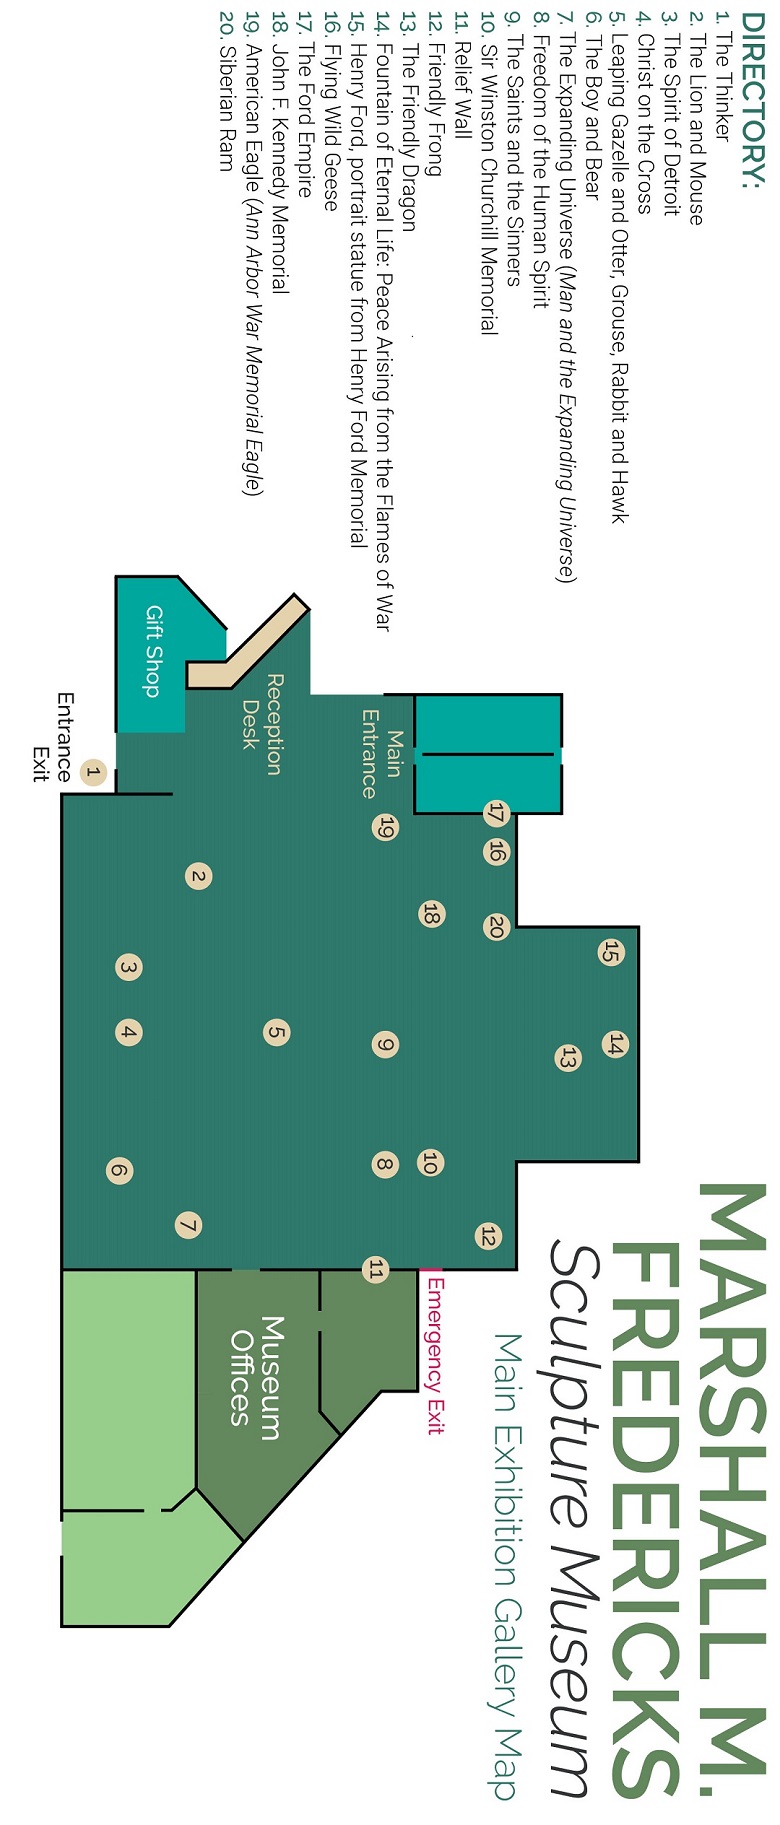 DIRECTORY:
1. The Thinker
2. The Lion and Mouse
3. The Spirit of Detroit
4. Christ on the Cross
5. Leaping Gazelle and Otter, Grouse, Rabbit and Hawk
6. The Boy and Bear
7. The Expanding Universe (Man and the Expanding Universe)
8. Freedom of the Human Spirit
9. The Saints and the Sinners
10. Sir Winston Churchill Memorial
11. Relief Wall
12. Friendly Frong
13. The Friendly Dragon
14. Fountain of Eternal Life: Peace Arising from the Flames of War
15. Henry Ford, portrait statue from Henry Ford Memorial
16. Flying Wild Geese
17. The Ford Empire
18. John F. Kennedy Memorial
19. American Eagle (Ann Arbor War Memorial Eagle)
20. Siberian Ram
MARSHALL M.
FREDERICKS
Sculpture Museum
Main Exhibition Gallery Map
15
14
13
17
16
20
12
18
10
Emergency Exit
Main
Entrance
19
9
8
11
Reception
Desk
5
Museum
Offices
2
7
Gift Shop
3
4
6
1
Entrance
Exit